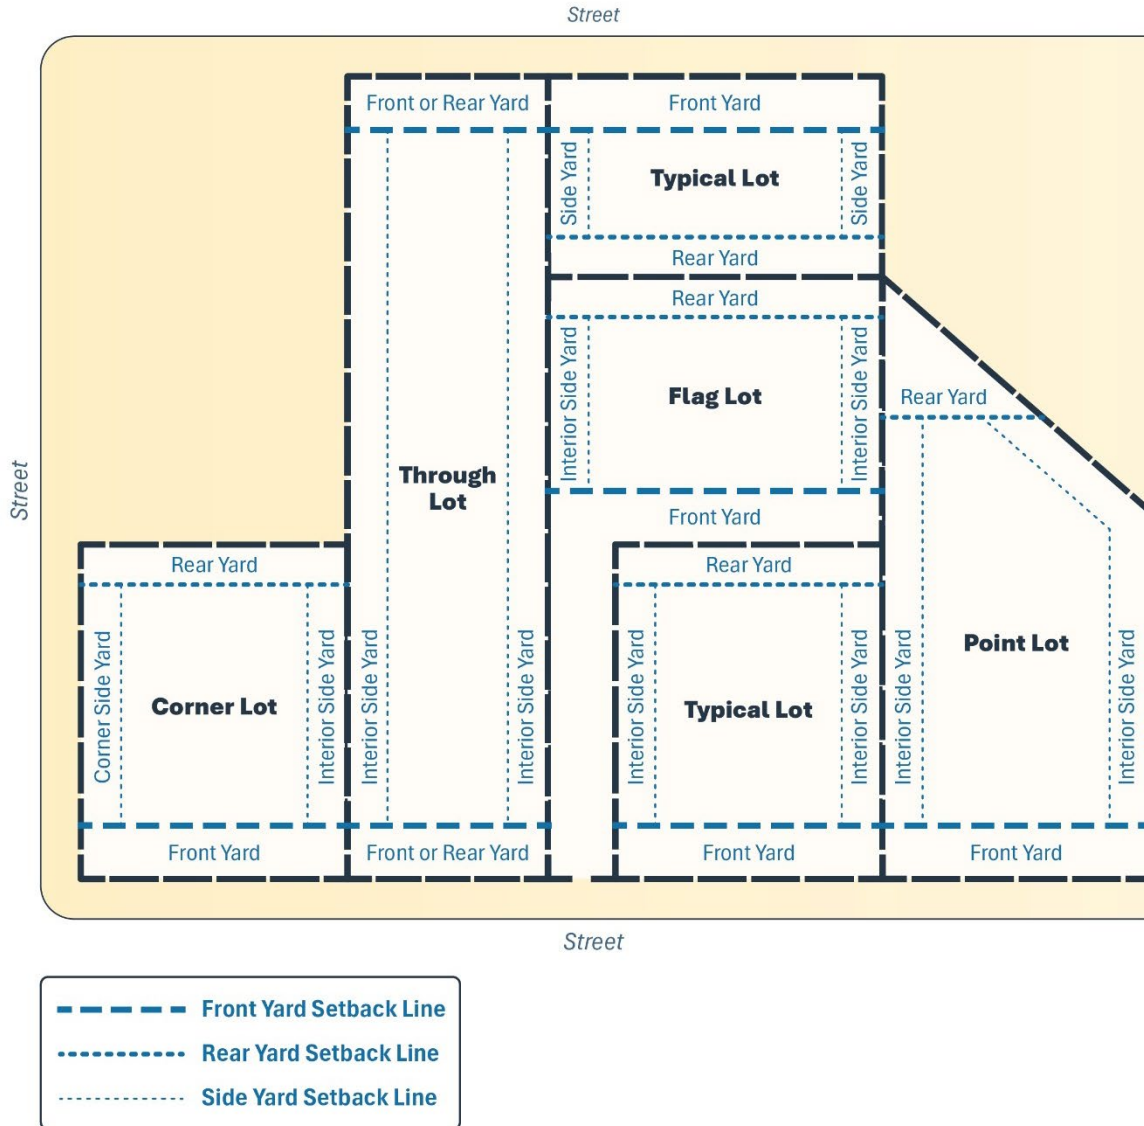 Street
Front or Rear Yard
Front Yard
Side Yard
Typical Lot
Side Yard
Rear Yard
Rear Yard
Interior Side Yard
Flag Lot
Interior Side Yard
Front Yard
Rear Yard
Through
Lot
Street
Rear Yard
Corner Side Yard
Corner Lot
Interior Side Yard
Interior Side Yard
Interior Side Yard
Rear Yard
Interior Side Yard
Typical Lot
Interior Side Yard
Interior Side Yard
Point Lot
Interior Side Yard
Front Yard
Front or Rear Yard
Front Yard
Front Yard
Street
Front Yard Setback Line
Rear Yard Setback Line
Side Yard Setback Line